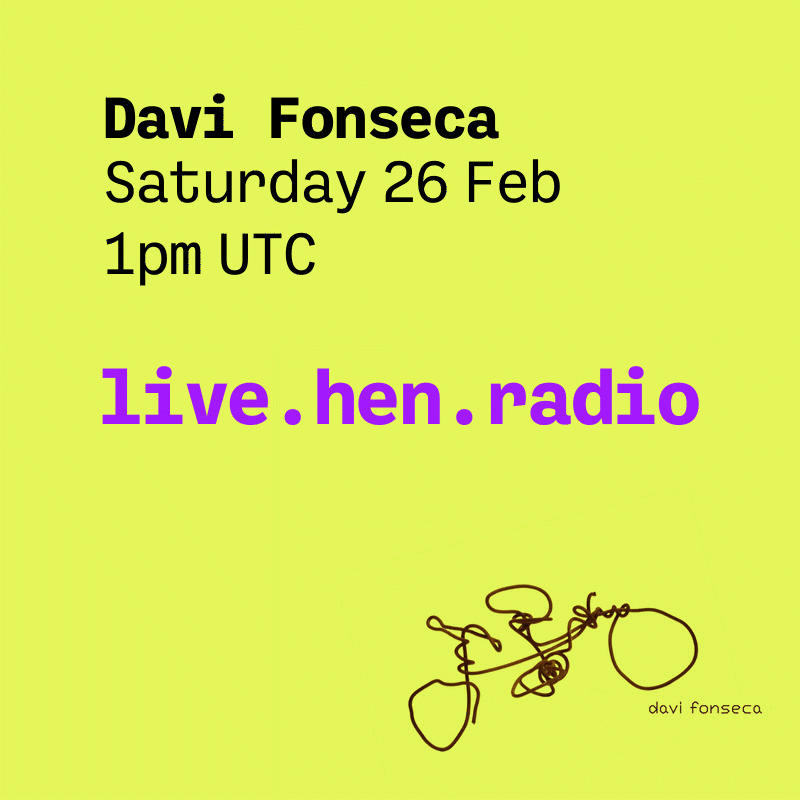 Davi Fonseca
Saturday 26 Feb
1pm UTC
live.hen.radio
davi fonseca